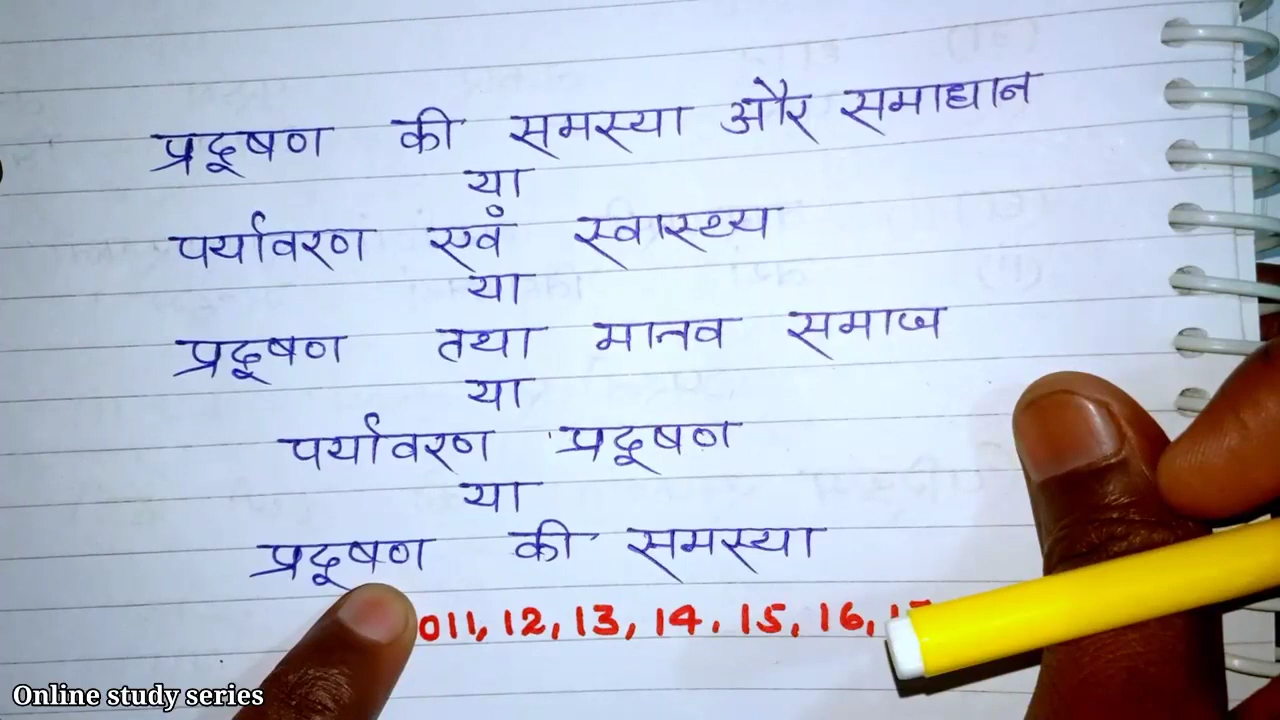 प्रदूषण की समस्या और समाधान
या
पर्यावरण एवं स्वास्थ्य
या
प्रदूषण तथा मानव समाज
या
पर्यावरण प्रदूषण
या
प्रदूषण की समस्या
011, 12, 13, 14, 15, 16,
Online study series